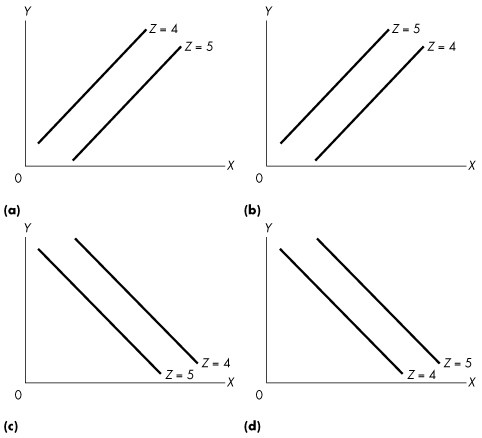 Y
Z = 4
Z = 5
X
0
(a)
Y
Z = 5
Z = 4
X
0
(b)
Y
Z = 4
Z = 5
X
0
(c)
Y
Z = 5
Z = 4
X
0
(d)